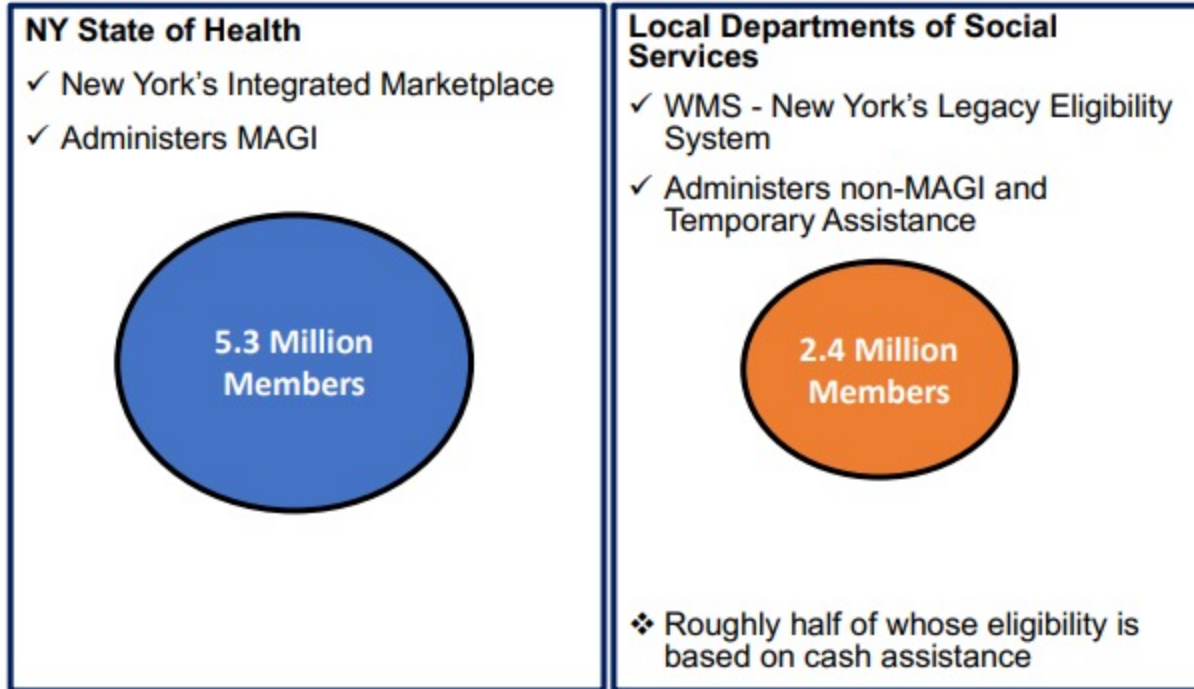 NY State of Health
✓ New York's Integrated Marketplace
✓ Administers MAGI
5.3 Million
Members
Local Departments of Social
Services
✓ WMS - New York's Legacy Eligibility
System
✓ Administers non-MAGI and
Temporary Assistance
2.4 Million
Members
❖ Roughly half of whose eligibility is
based on cash assistance